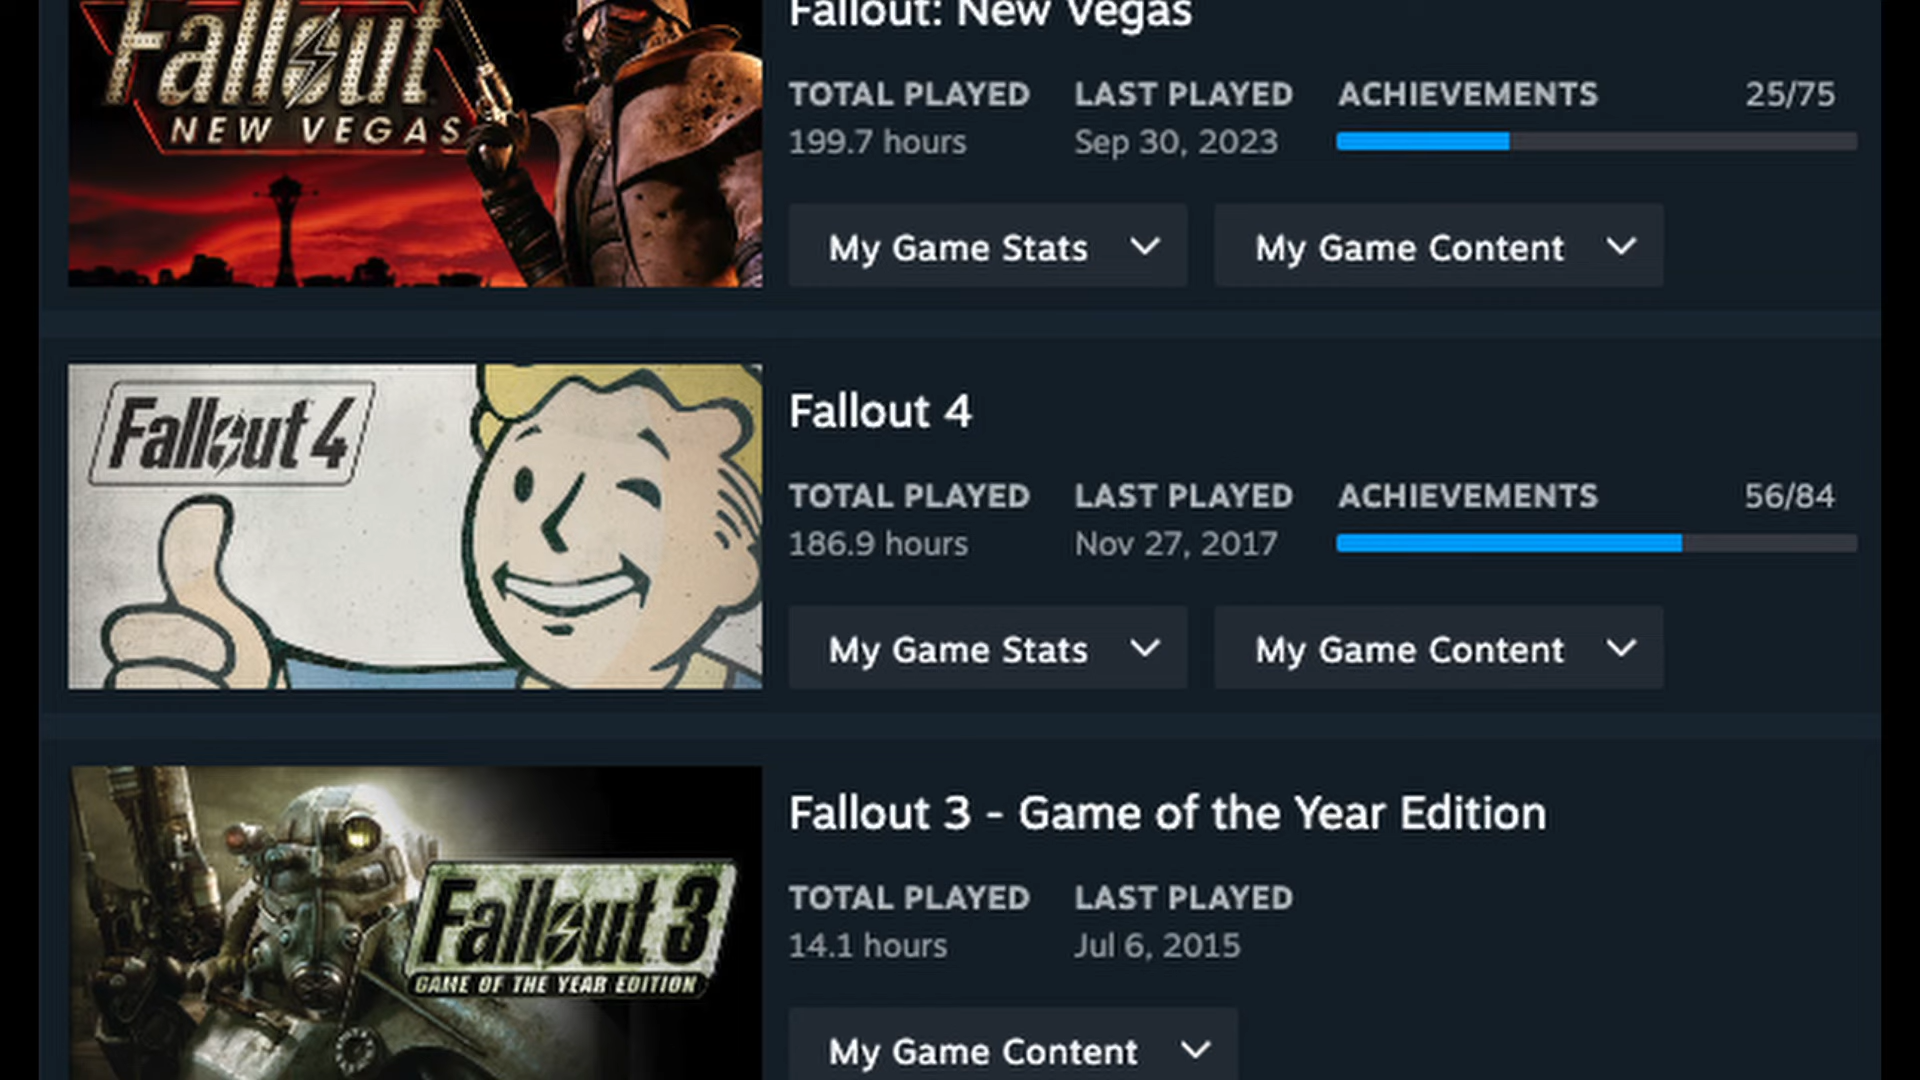 Fallout
NEW VEGAS
Fallout: New Vegas
TOTAL PLAYED LAST PLAYED ACHIEVEMENTS 25/75
199.7 hours Sep 30, 2023
My Game Stats My Game Content
Fallout 4
Fallout 4
TOTAL PLAYED LAST PLAYED ACHIEVEMENTS 56/84
186.9 hours Nov 27, 2017
My Game Stats My Game Content
Fallout 3
GAME OF THE YEAR EDITION
Fallout 3 - Game of the Year Edition
TOTAL PLAYED LAST PLAYED
14.1 hours Jul 6, 2015
My Game Content